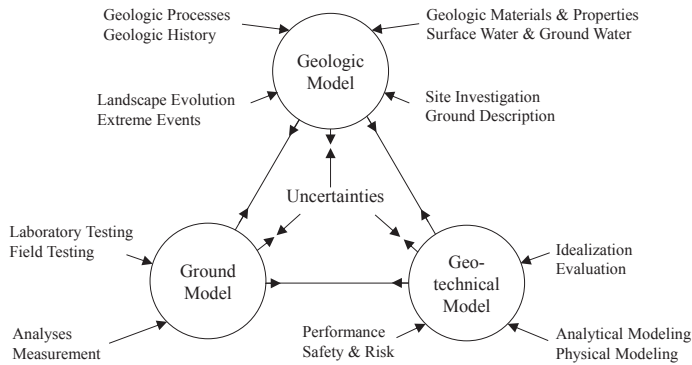 Geologic Processes
Geologic History
Geologic Materials & Properties
Surface Water & Ground Water
Geologic
Model
Landscape Evolution
Extreme Events
Site Investigation
Ground Description
Uncertainties
Laboratory Testing
Field Testing
Ground
Model
Geo-
technical
Model
Idealization
Evaluation
Analyses
Measurement
Performance
Safety & Risk
Analytical Modeling
Physical Modeling